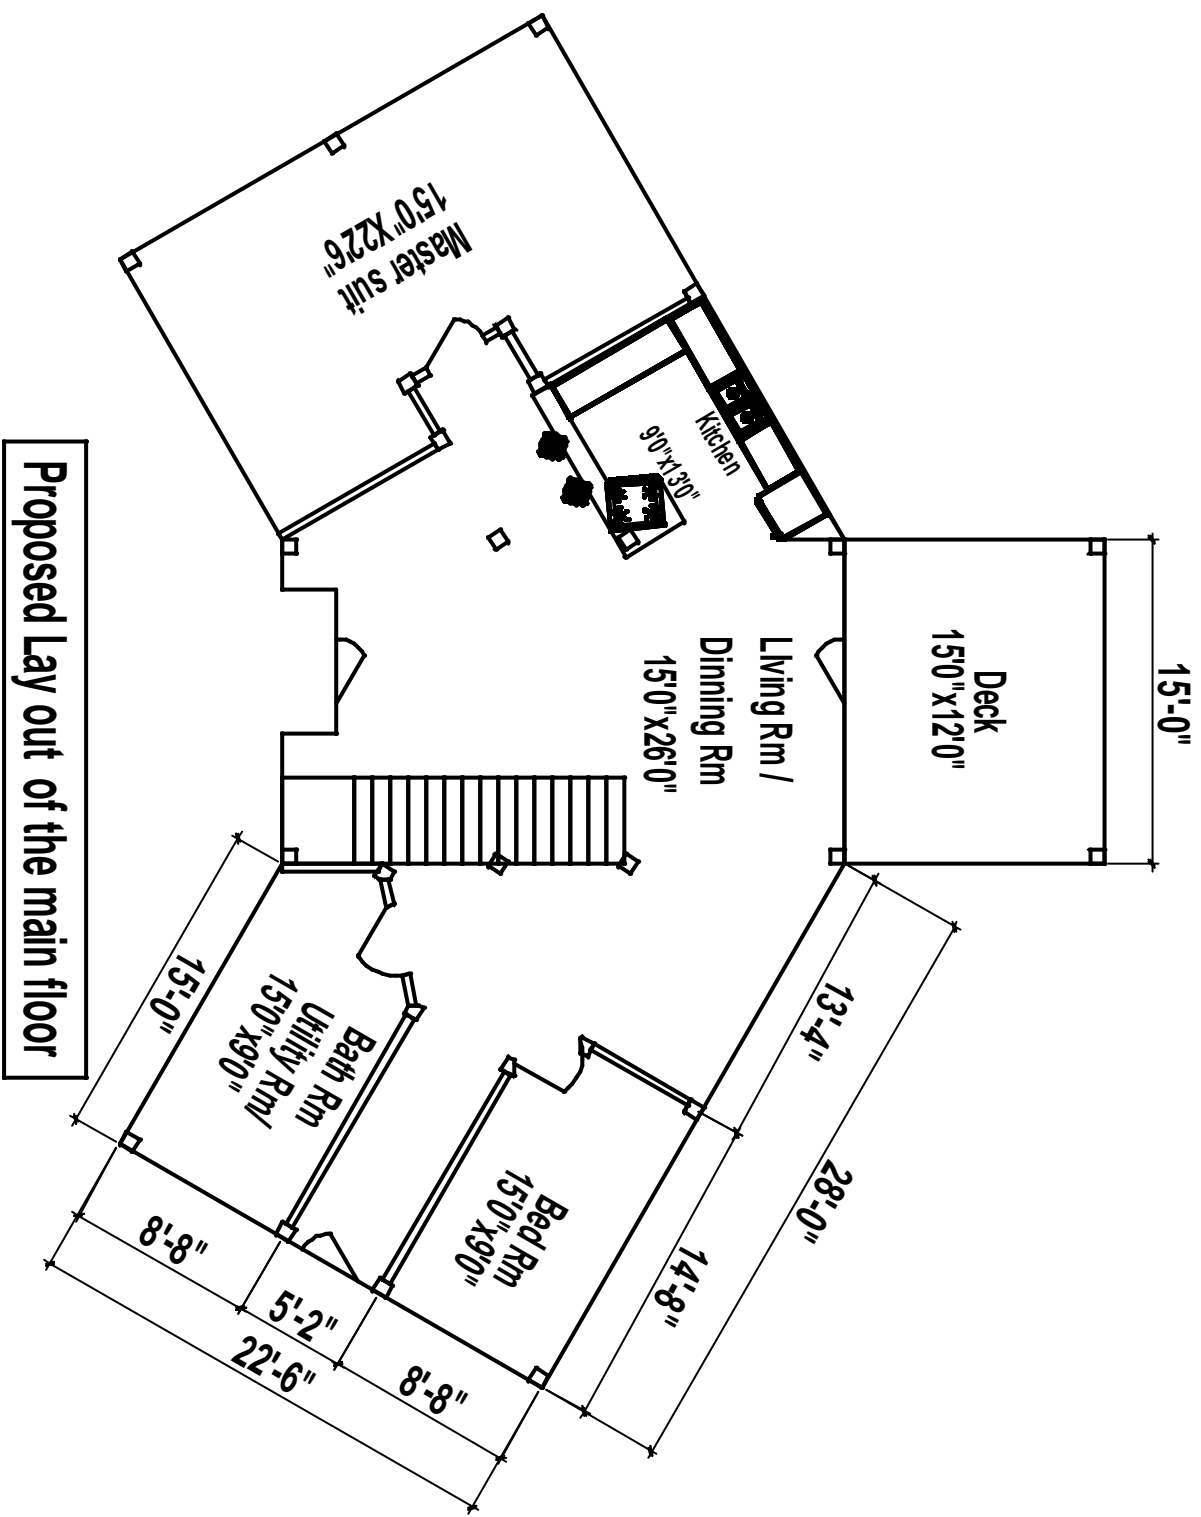 15'-0"
Deck
15'0"x12'0"
LIving Rm /
Dinning Rm
15'0"x26'0"
Kitchen
9'0"x13'0"
Master suit
15'0"X22'6"
13'-4"
28'-0"
14'-8"
Bed Rm
15'0"x9'0"
Bath Rm
Utility Rm/
15'0"x9'0"
15'-0"
8'-8"
5'-2"
8'-8"
22'-6"
Proposed Lay out of the main floor